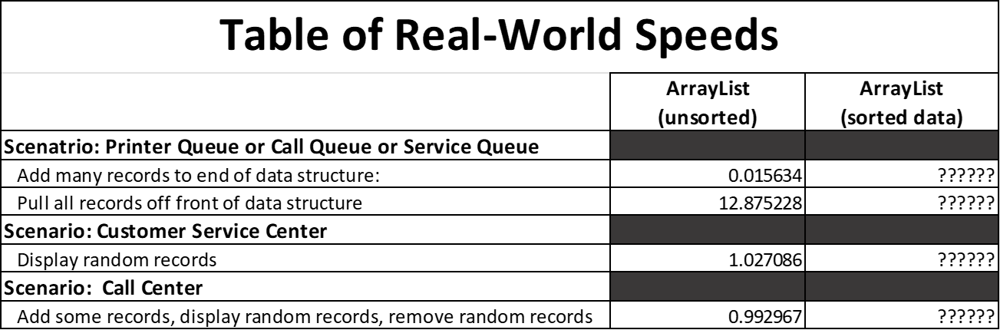 Table of Real-World Speeds
ArrayList (unsorted) ArrayList (sorted data)
Scenatrio: Printer Queue or Call Queue or Service Queue
Add many records to end of data structure: 0.015634 ??????
Pull all records off front of data structure 12.875228 ??????
Scenario: Customer Service Center
Display random records 1.027086 ??????
Scenario: Call Center
Add some records, display random records, remove random records 0.992967 ??????